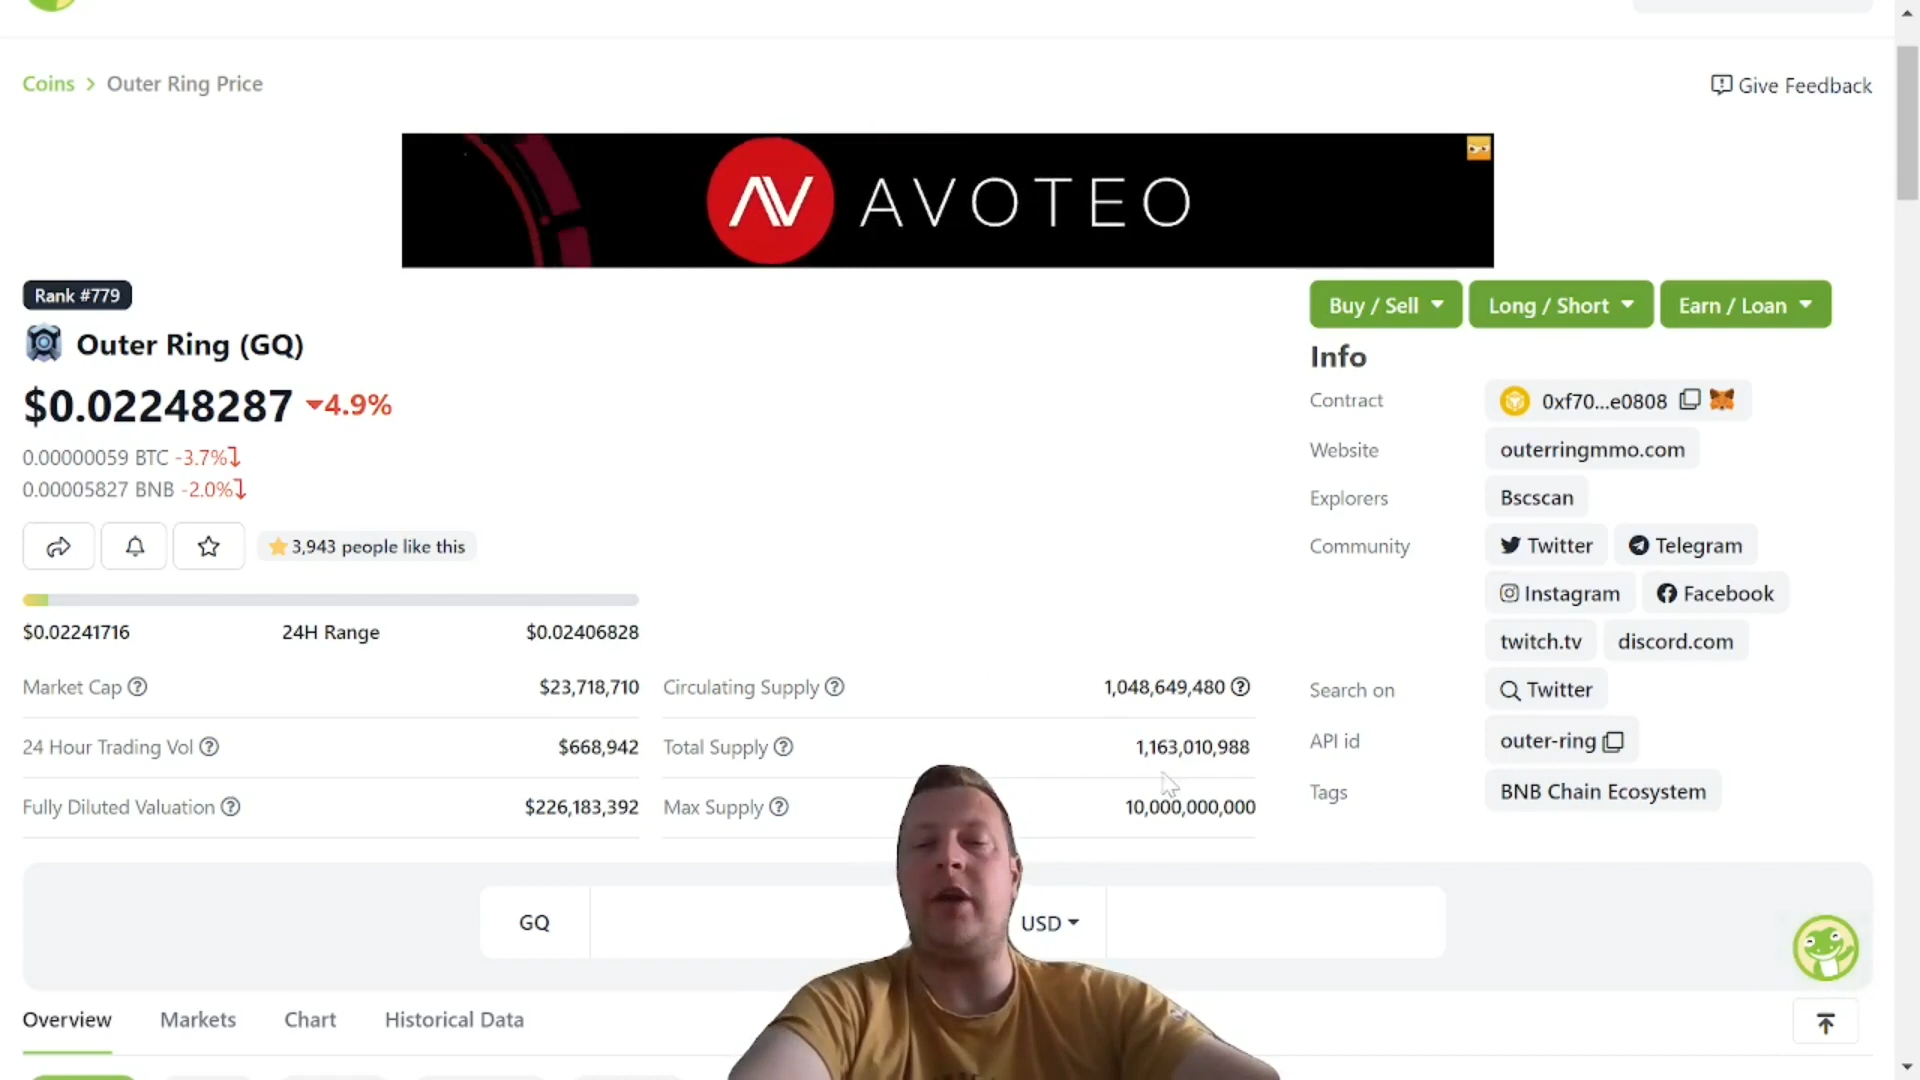 Coins > Outer Ring Price
Give Feedback
AV AVOTEO
Rank #779
Outer Ring (GQ)
$0.02248287 4.9%
0.00000059 BTC -3.7%
0.00005827 BNB -2.0%
3,943 people like this
$0.02241716 24H Range $0.02406828
Market Cap $23,718,710
24 Hour Trading Vol $668,942
Fully Diluted Valuation $226,183,392
Circulating Supply 1,048,649,480
Total Supply 1,163,010,988
Max Supply 10,000,000,000
Buy / Sell Long / Short Earn / Loan
Info
Contract 0xf70...e0808
Website outerringmmo.com
Explorers Bscscan
Community Twitter Telegram
Instagram Facebook
twitch.tv discord.com
Search on Twitter
API id outer-ring
Tags BNB Chain Ecosystem
GQ USD
Overview Markets Chart Historical Data